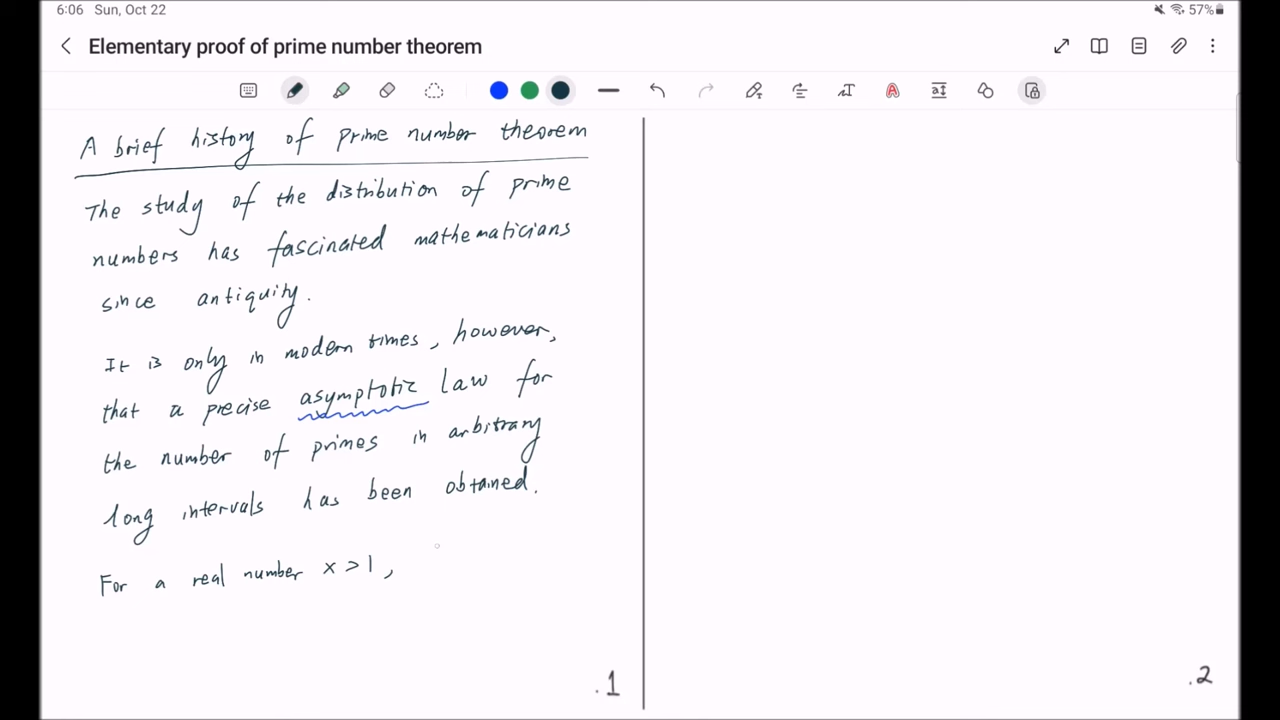 6:06 Sun, Oct 22
57%
Elementary proof of prime number theorem
A brief history of prime number theorem
The study of the distribution of prime
numbers has fascinated mathematicians
since antiquity.
It is only in modern times, however,
that a precise asymptotic law for
the number of primes in arbitrary
long intervals has been obtained.
For a real number x > 1,
.1
.2